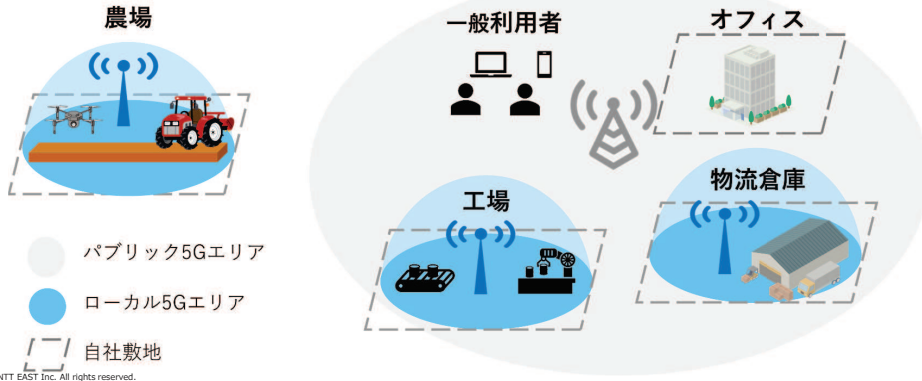 農場
一般利用者
オフィス
工場
物流倉庫
パブリック5Gエリア
ローカル5Gエリア
自社敷地
NTT EAST Inc. All rights reserved.